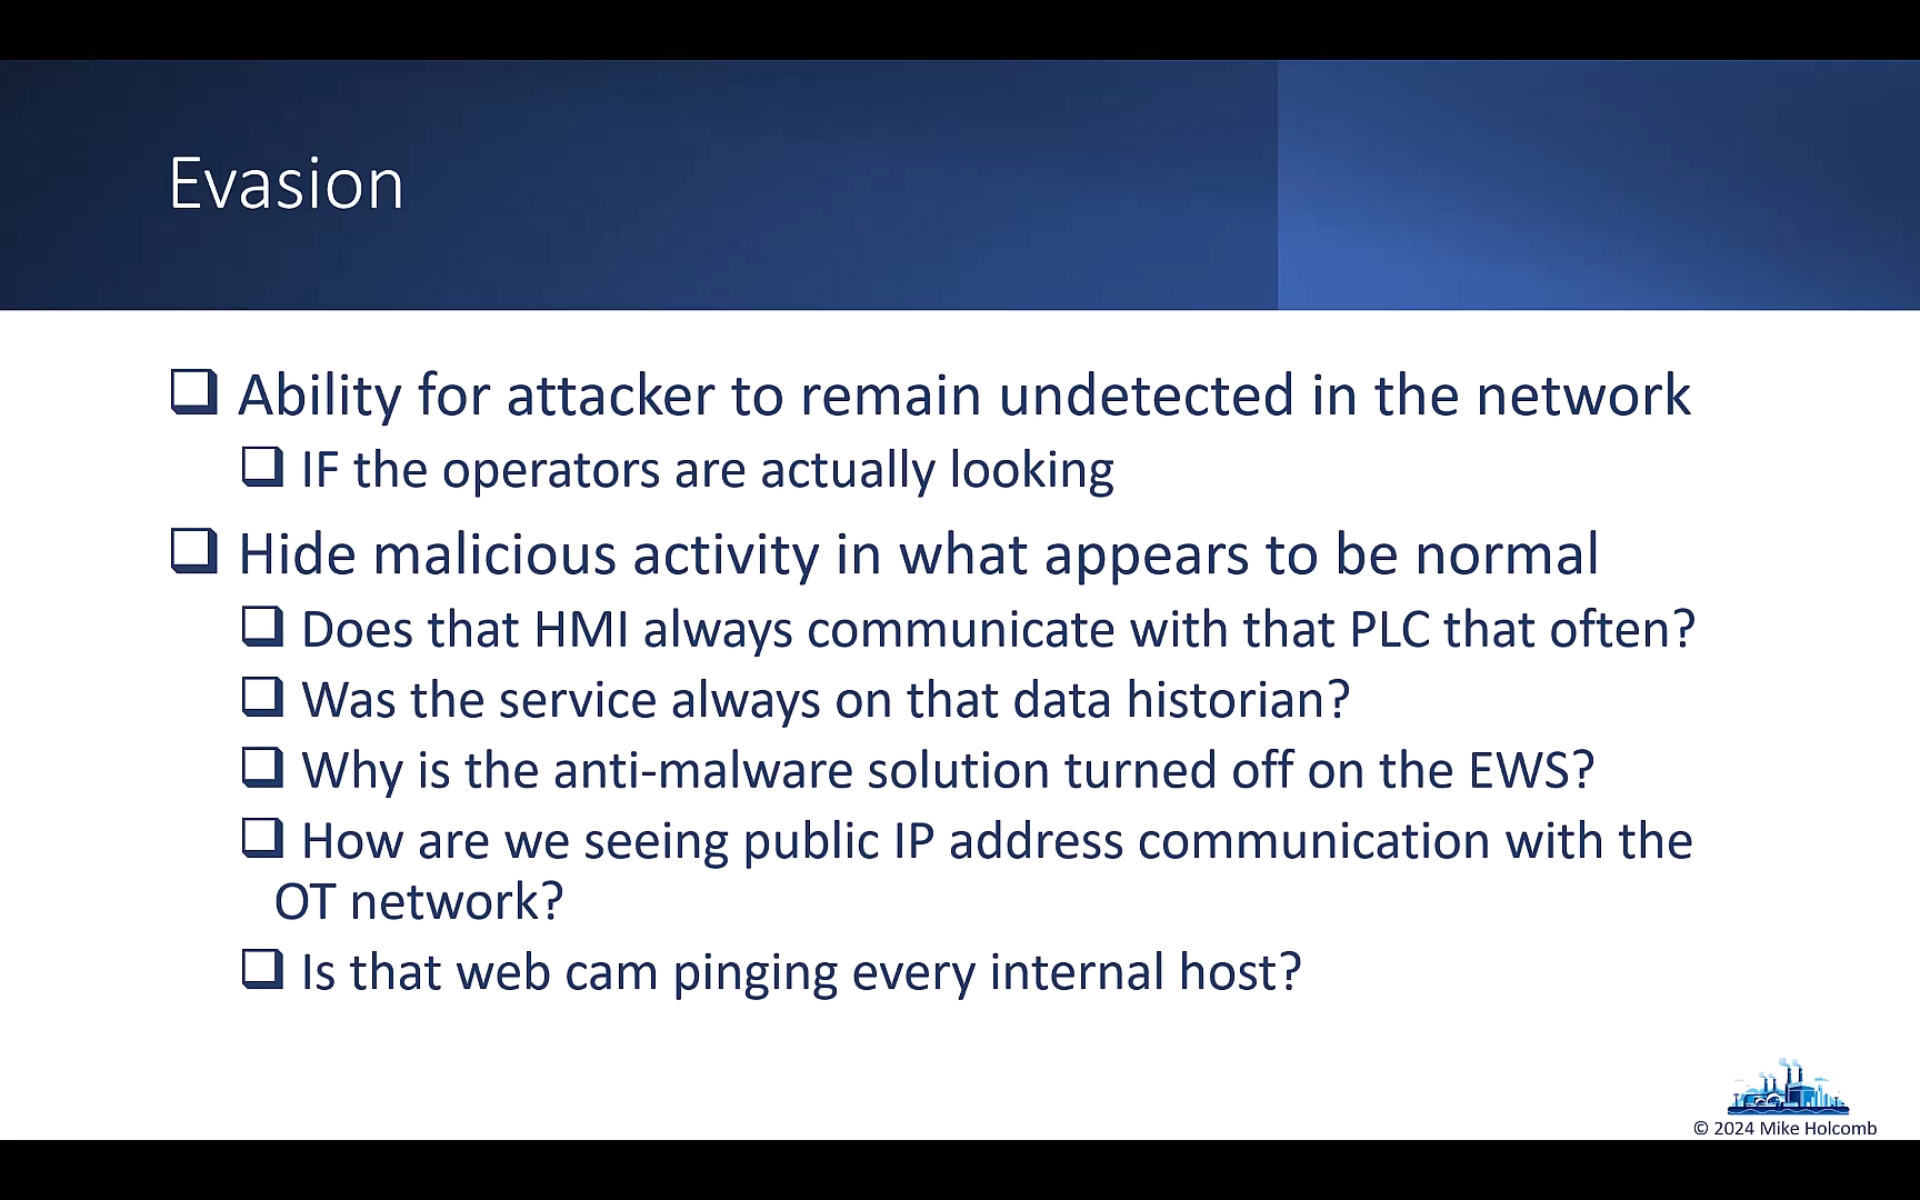 Evasion
Ability for attacker to remain undetected in the network
IF the operators are actually looking
Hide malicious activity in what appears to be normal
Does that HMI always communicate with that PLC that often?
Was the service always on that data historian?
Why is the anti-malware solution turned off on the EWS?
How are we seeing public IP address communication with the
OT network?
Is that web cam pinging every internal host?
© 2024 Mike Holcomb